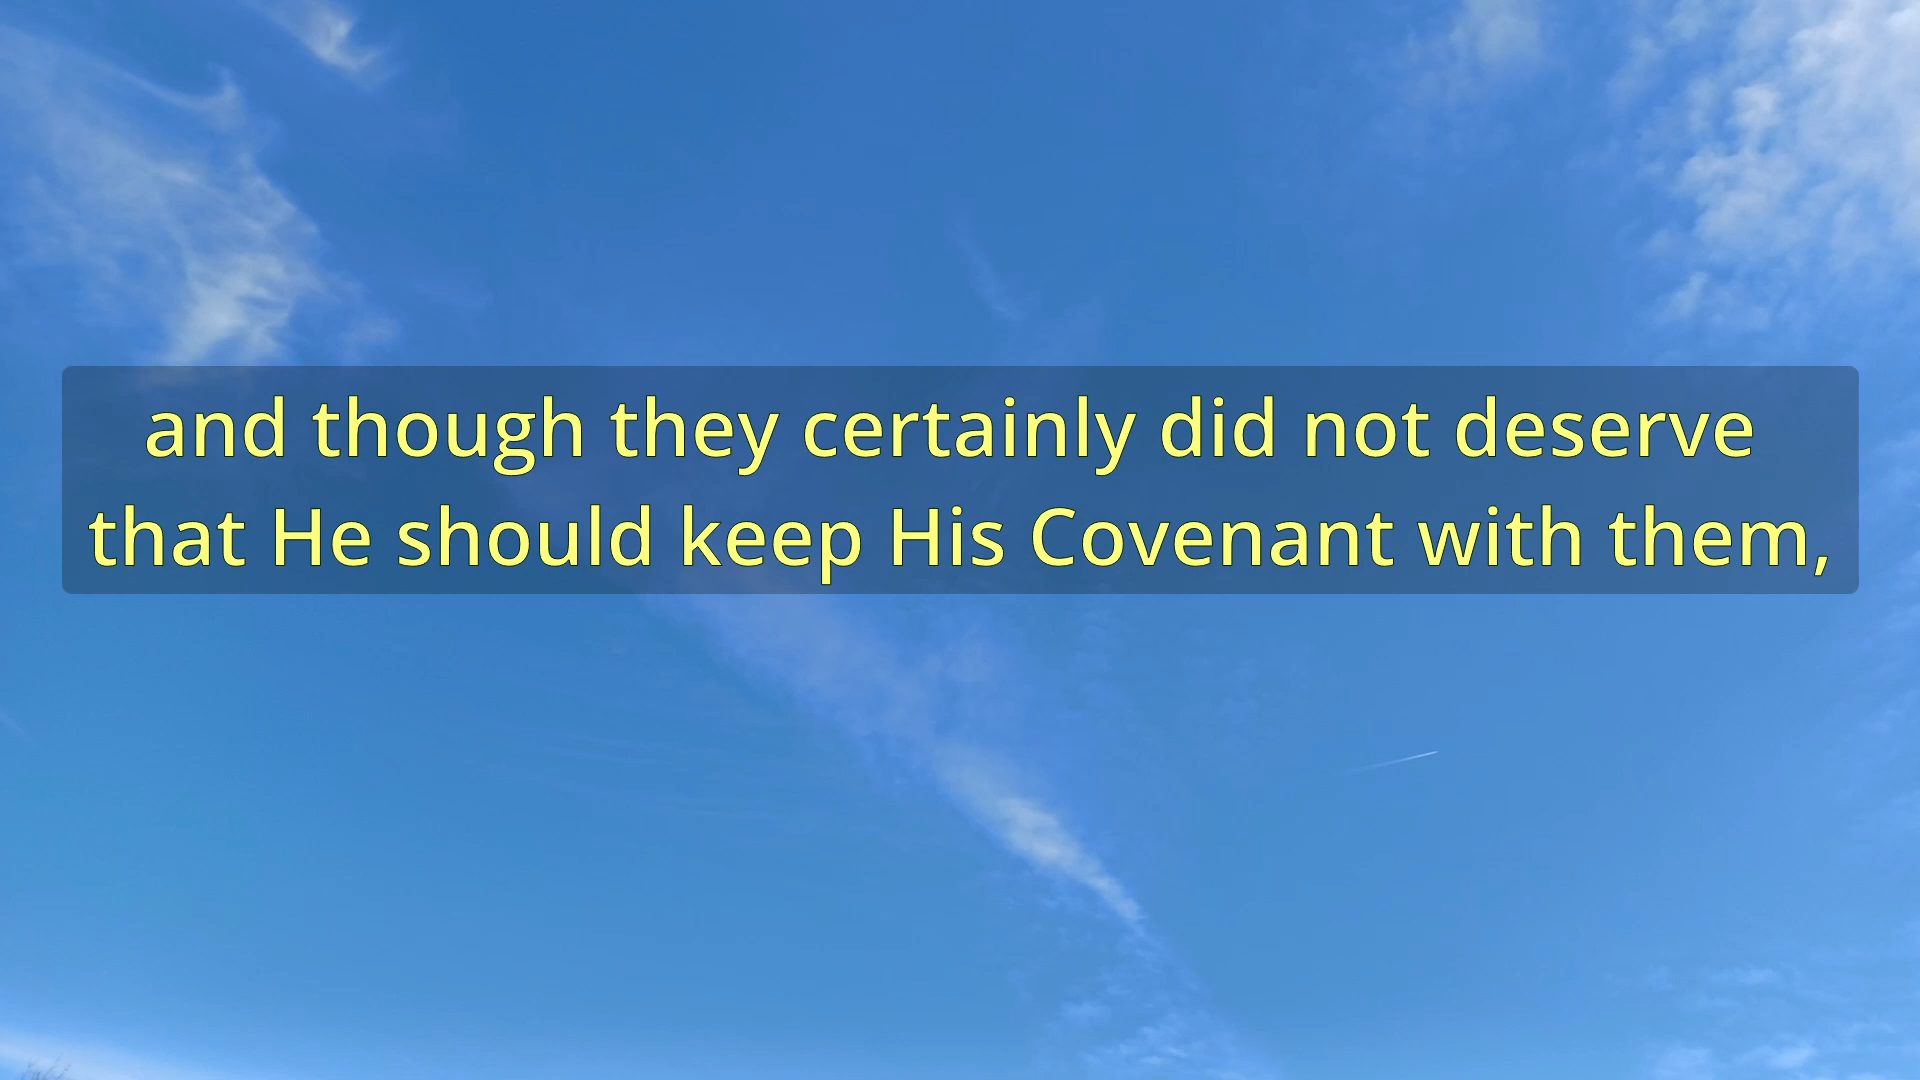 and though they certainly did not deserve
that He should keep His Covenant with them,